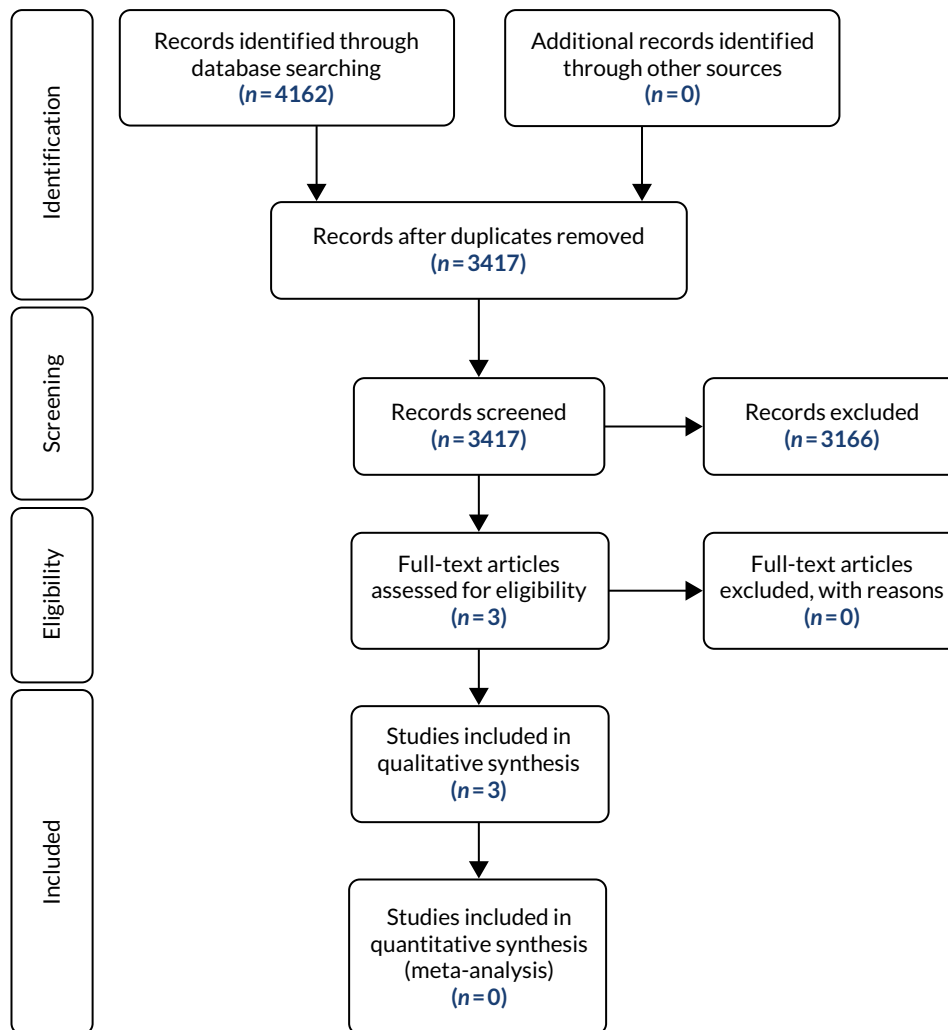 Identification
Records identified through
database searching
(n=4162)
Additional records identified
through other sources
(n=0)
Records after duplicates removed
(n=3417)
Screening
Records screened
(n=3417)
Records excluded
(n=3166)
Eligibility
Full-text articles
assessed for eligibility
(n=3)
Full-text articles
excluded, with reasons
(n=0)
Included
Studies included in
qualitative synthesis
(n=3)
Studies included in
quantitative synthesis
(meta-analysis)
(n=0)